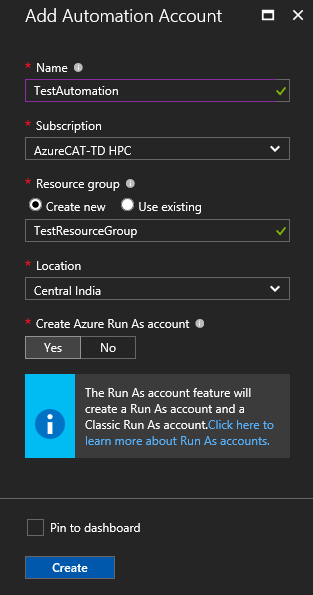 Add Automation Account
* Name
TestAutomation
* Subscription
AzureCAT-TD HPC
* Resource group
Create new Use existing
TestResourceGroup
* Location
Central India
* Create Azure Run As account
Yes No
The Run As account feature will
create a Run As account and a
Classic Run As account.Click here to
learn more about Run As accounts.
Pin to dashboard
Create